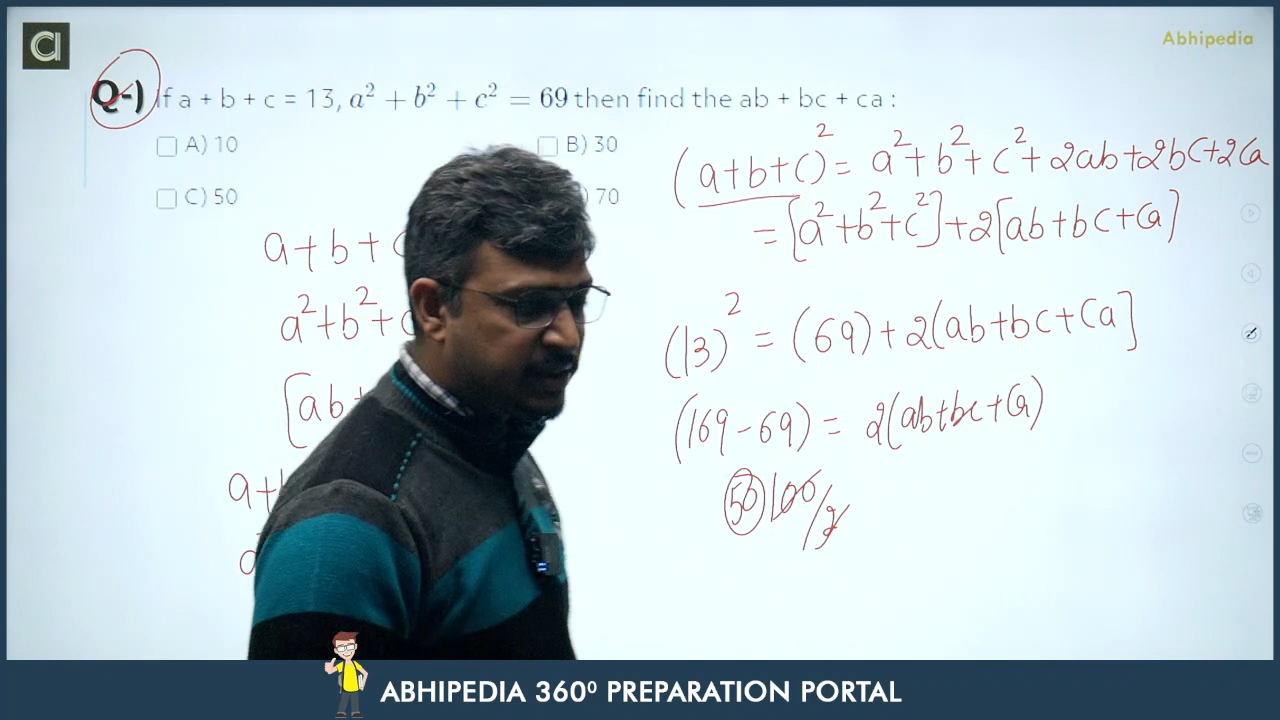 a
Abhipedia
Q-) If a + b + c = 13, a² + b² + c² = 69 then find the ab + bc + ca :
A) 10
B) 30
C) 50
70
(a+b+c)² = a²+b²+c²+2ab+2bc+2ca
= [a²+b²+c²]+2[ab+bc+ca]
a+b+c
a²+b²+c
(13)² = (69)+2(ab+bc+ca]
[ab+
(169-69) = 2(ab+bc+ca)
a+b
50 100/2
a
ABHIPEDIA 360⁰ PREPARATION PORTAL